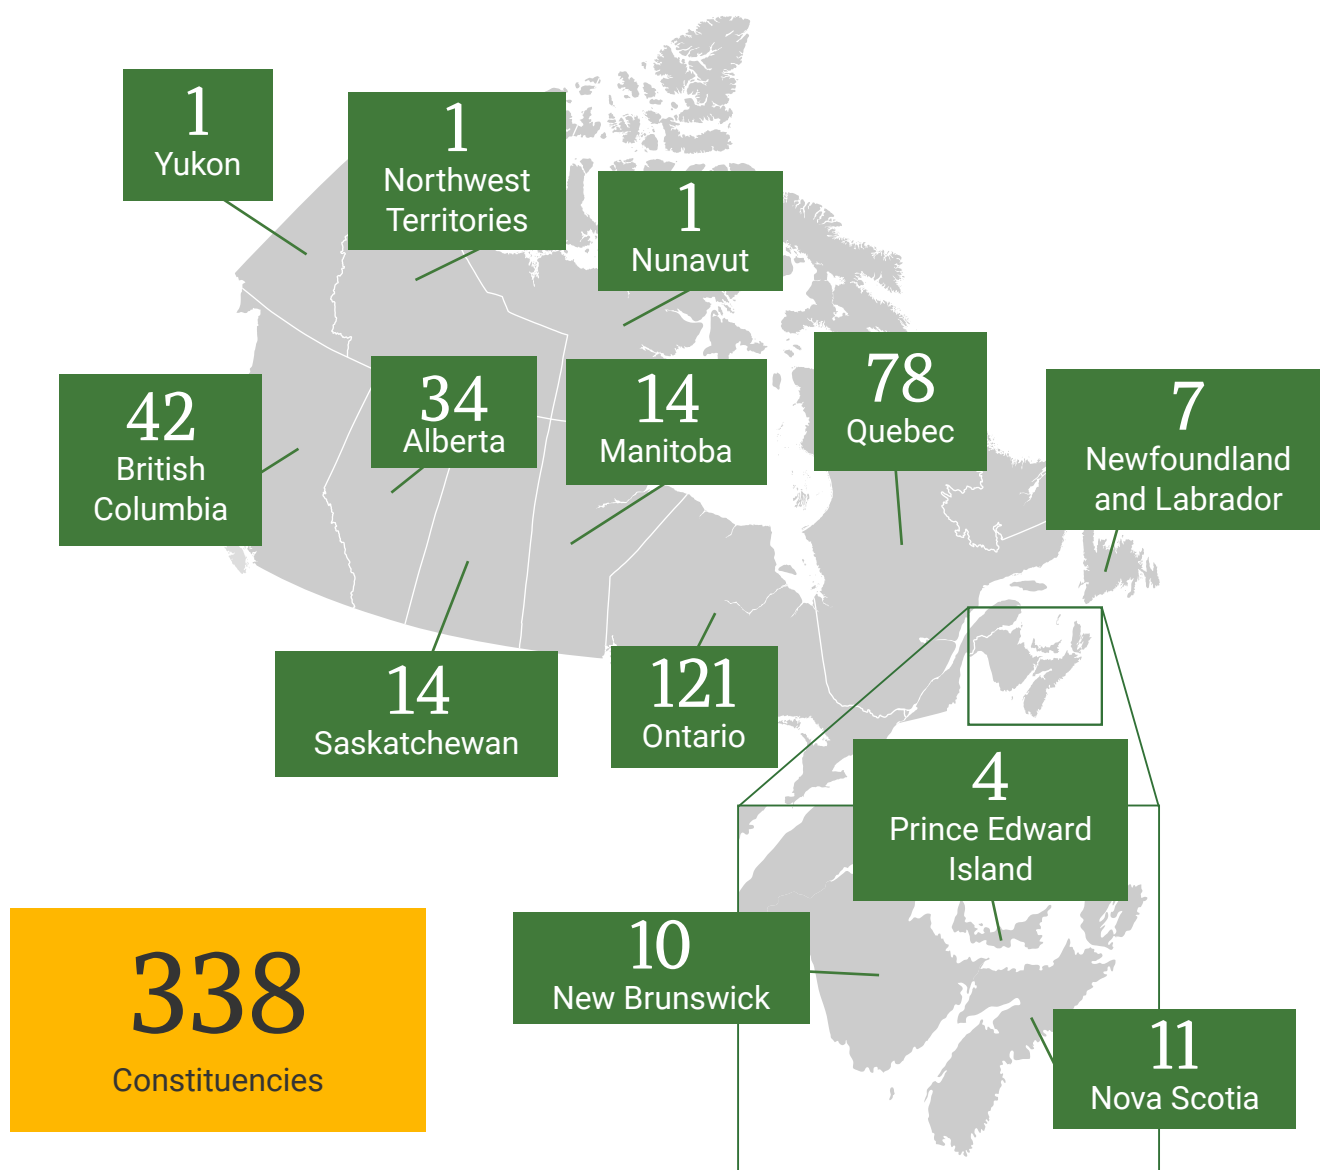 1
Yukon
1
Northwest
Territories
1
Nunavut
42
British
Columbia
34
Alberta
14
Manitoba
78
Quebec
7
Newfoundland
and Labrador
14
Saskatchewan
121
Ontario
4
Prince Edward
Island
10
New Brunswick
11
Nova Scotia
338
Constituencies